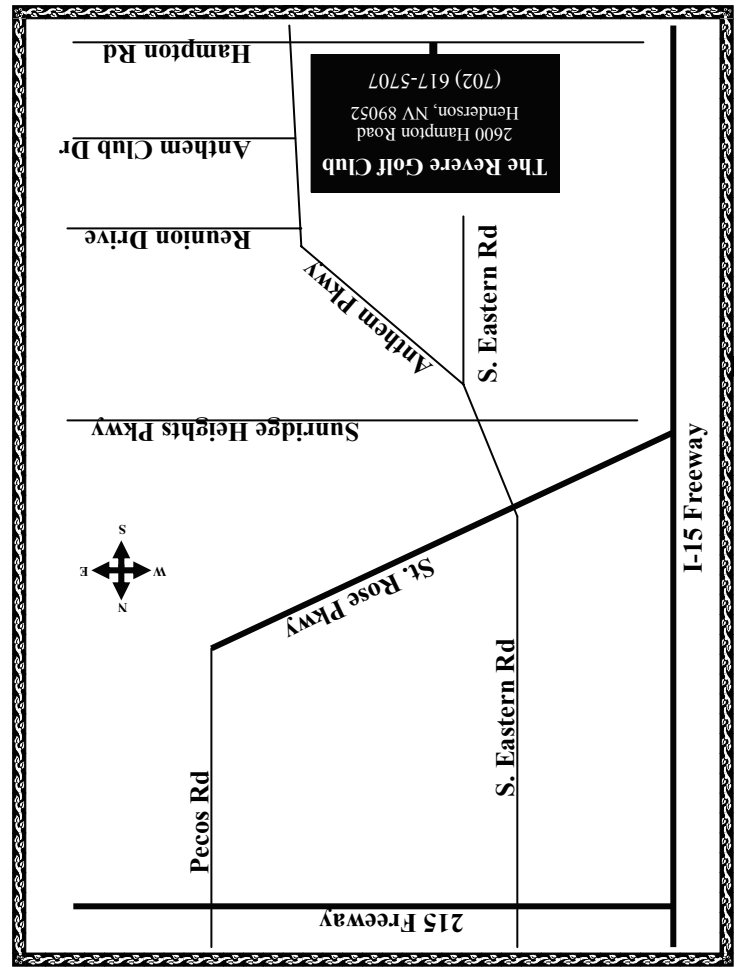 215 Freeway
Pecos Rd
S. Eastern Rd
I-15 Freeway
St. Rose Pkwy
N
W
E
S
Sunridge Heights Pkwy
Anthem Pkwy
S. Eastern Rd
Reunion Drive
Anthem Club Dr
The Revere Golf Club
2600 Hampton Road
Henderson, NV 89052
(702) 617-5707
Hampton Rd